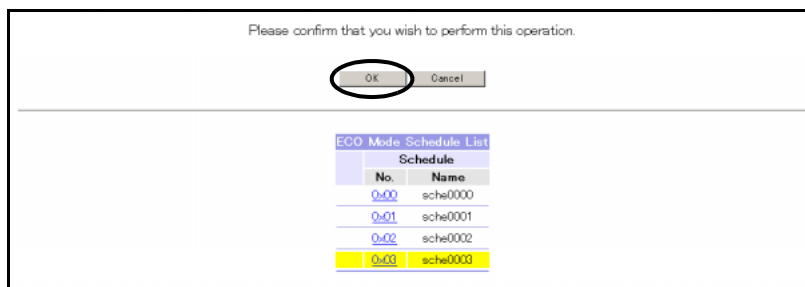 Please confirm that you wish to perform this operation.
OK Cancel
ECO Mode Schedule List
Schedule
No. Name
0x00 sche0000
0x01 sche0001
0x02 sche0002
0x03 sche0003